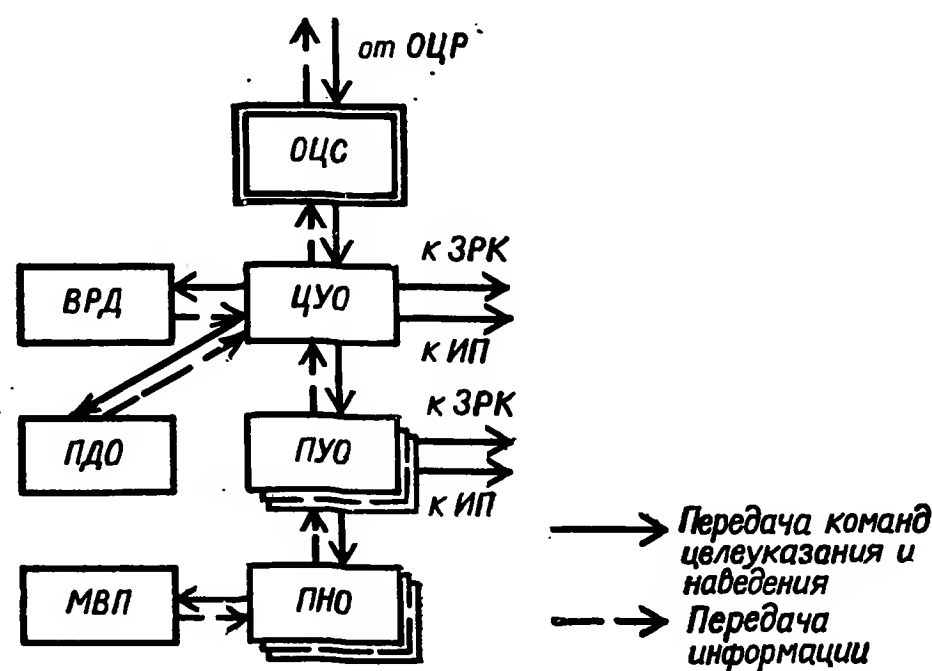 от ОЦР
ОЦС
к ЗРК
ВРД
ЦУО
к ИП
к ЗРК
ПДО
ПУО
к ИП
Передача команд
целеуказания и
наведения
МВП
ПНО
Передача
информации